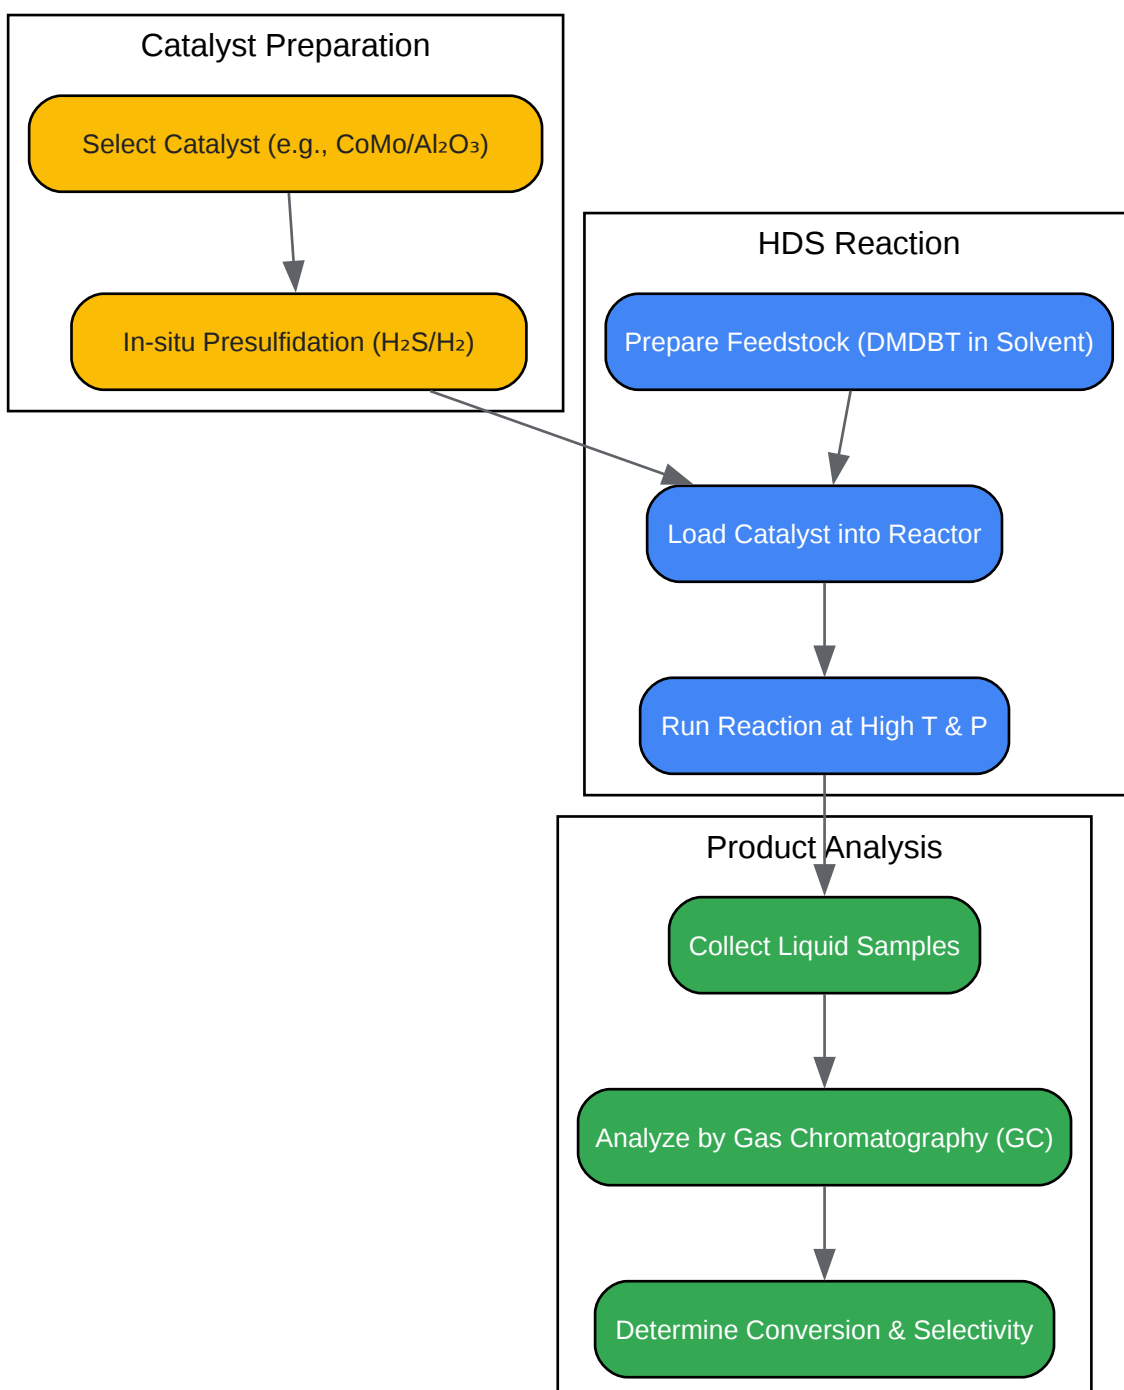 Catalyst Preparation
Select Catalyst (e.g., CoMo/Al₂O₃)
In-situ Presulfidation (H₂S/H₂)
HDS Reaction
Prepare Feedstock (DMDBT in Solvent)
Load Catalyst into Reactor
Run Reaction at High T & P
Product Analysis
Collect Liquid Samples
Analyze by Gas Chromatography (GC)
Determine Conversion & Selectivity